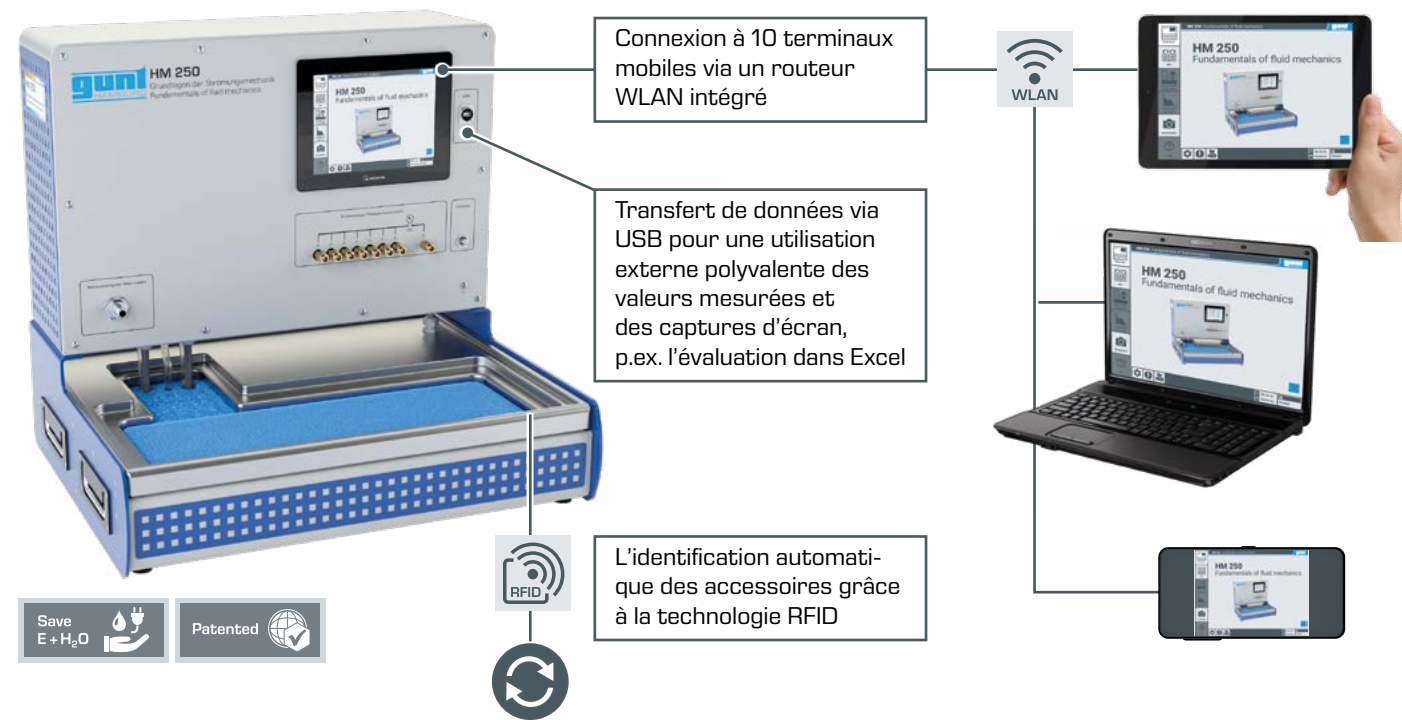 gunt
HAMBURG
HM 250
Grundlagen der Strömungsmechanik
Fundamentals of fluid mechanics
HM 250
Fundamentals of fluid mechanics
Connexion à 10 terminaux
mobiles via un routeur
WLAN intégré
WLAN
HM 250
Fundamentals of fluid mechanics
Transfert de données via
USB pour une utilisation
externe polyvalente des
valeurs mesurées et
des captures d'écran,
p.ex. l'évaluation dans Excel
gunt
HM 250
Fundamentals of fluid mechanics
RFID
L'identification automati-
que des accessoires grâce
à la technologie RFID
HM 250
Fundamentals of fluid mechanics
Save
E + H₂O
Patented